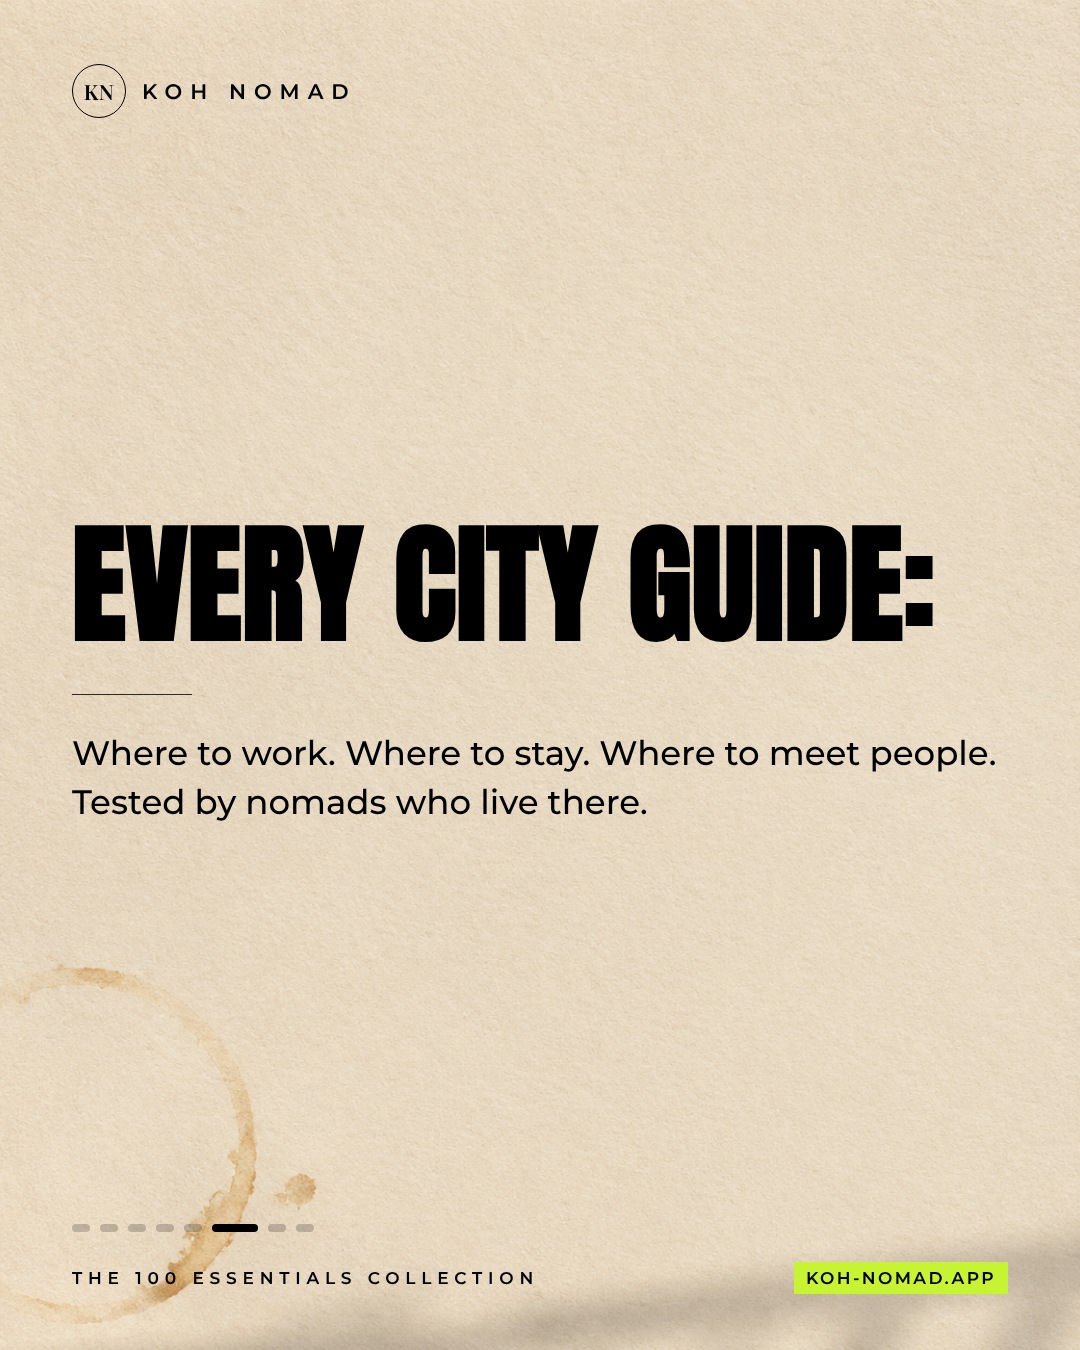 KN KOH NOMAD
EVERY CITY GUIDE:
Where to work. Where to stay. Where to meet people.
Tested by nomads who live there.
THE 100 ESSENTIALS COLLECTION
KOH-NOMAD.APP